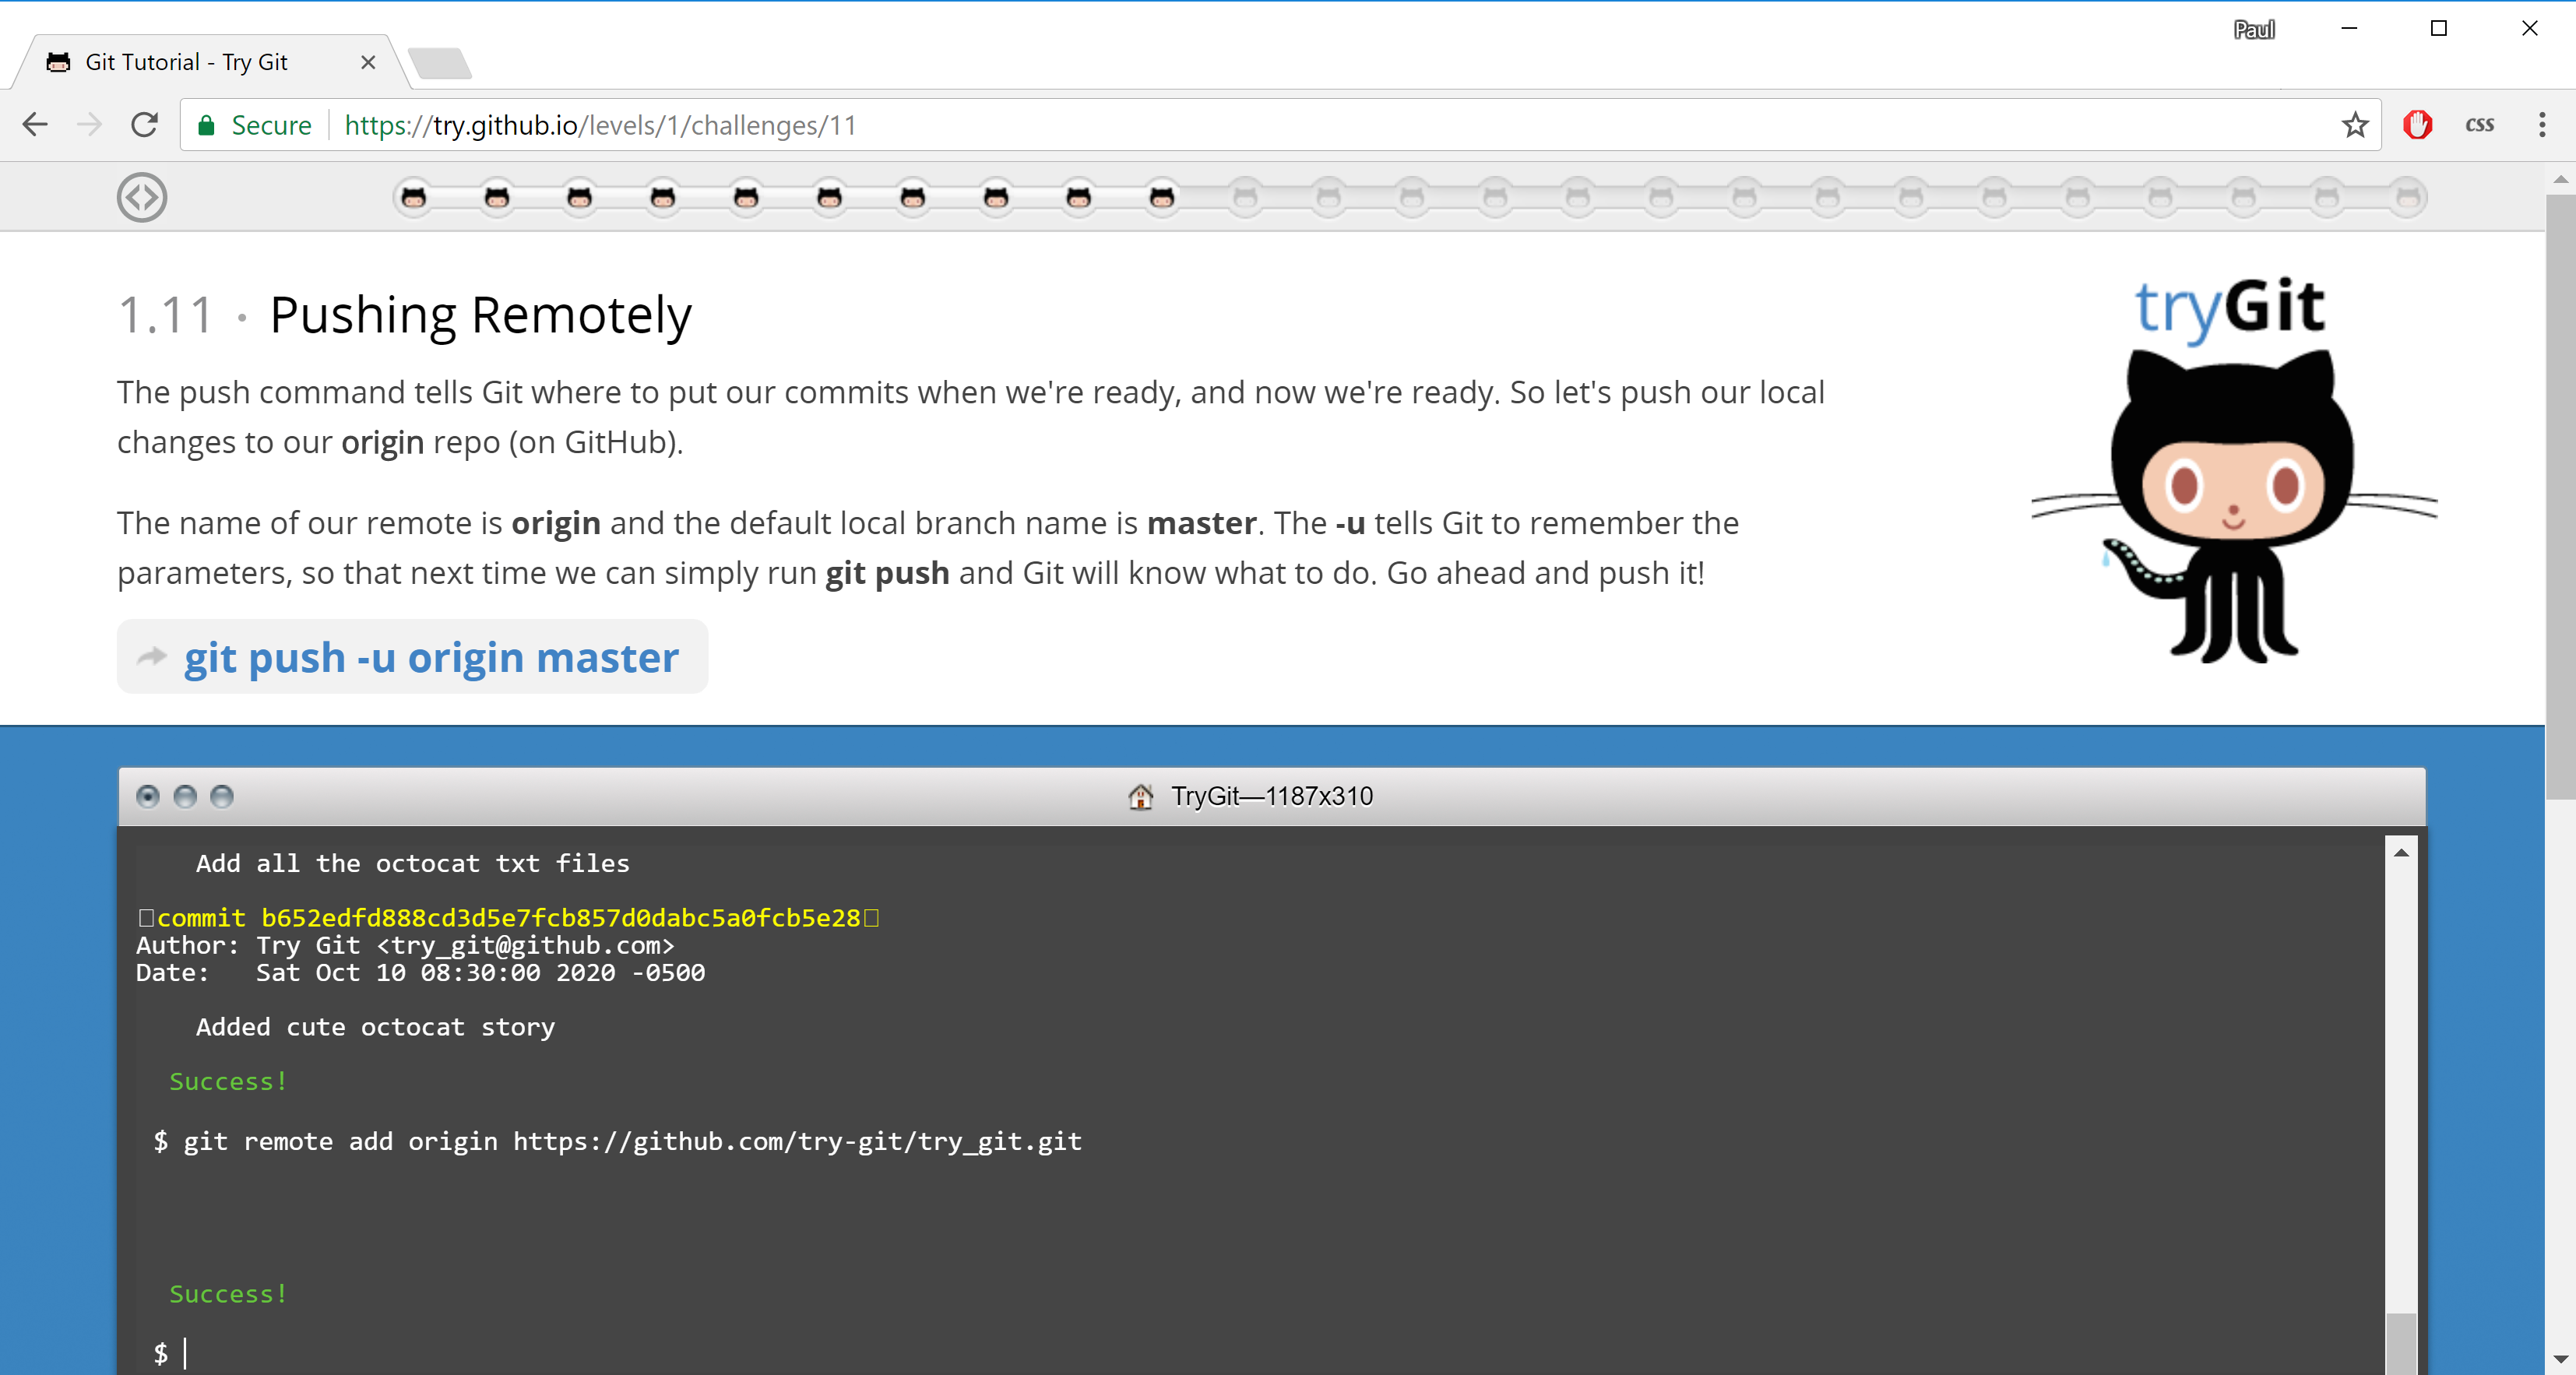 Paul
Git Tutorial - Try Git
Secure https://try.github.io/levels/1/challenges/11
css
1.11 • Pushing Remotely
tryGit
The push command tells Git where to put our commits when we're ready, and now we're ready. So let's push our local
changes to our origin repo (on GitHub).
The name of our remote is origin and the default local branch name is master. The -u tells Git to remember the
parameters, so that next time we can simply run git push and Git will know what to do. Go ahead and push it!
git push -u origin master
TryGit—1187x310
Add all the octocat txt files
commit b652edfd888cd3d5e7fcb857d0dabc5a0fcb5e28
Author: Try Git <try_git@github.com>
Date:   Sat Oct 10 08:30:00 2020 -0500
Added cute octocat story
Success!
$ git remote add origin https://github.com/try-git/try_git.git
Success!
$